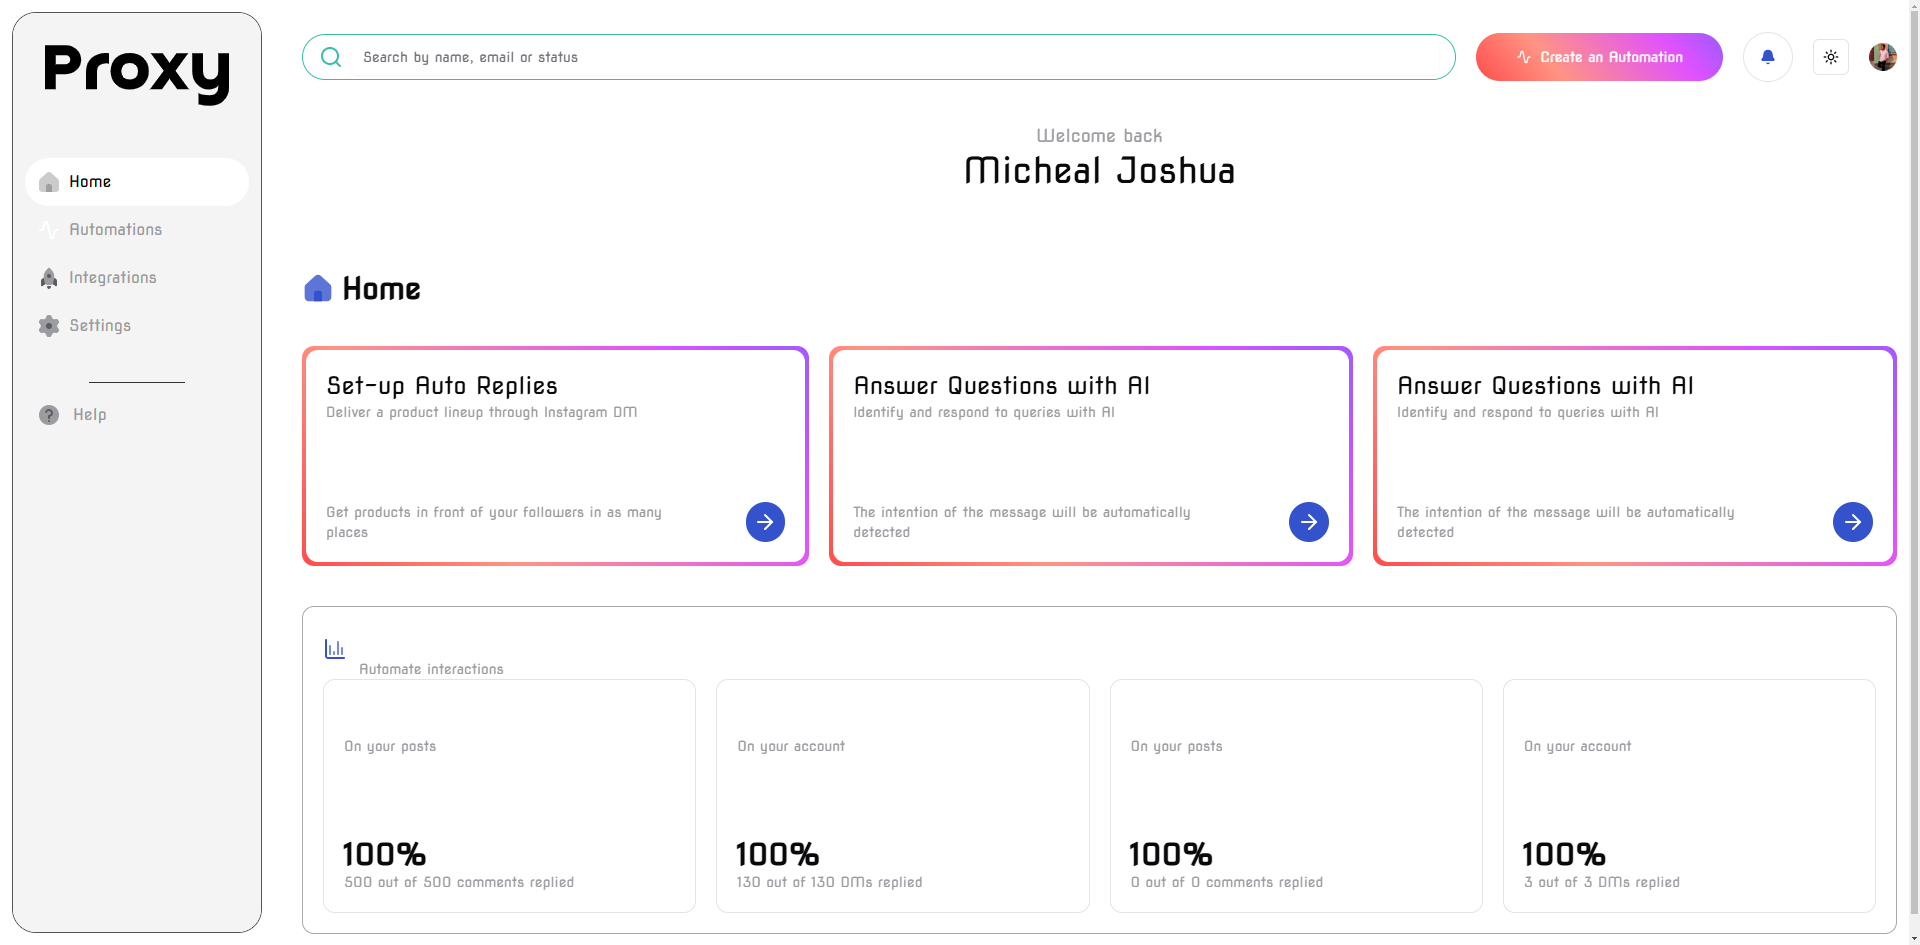 Proxy
Home
Automations
Integrations
Settings
Help
Search by name, email or status
Create an Automation
Welcome back
Micheal Joshua
Home
Set-up Auto Replies
Deliver a product lineup through Instagram DM
Get products in front of your followers in as many
places
Answer Questions with AI
Identify and respond to queries with AI
The intention of the message will be automatically
detected
Answer Questions with AI
Identify and respond to queries with AI
The intention of the message will be automatically
detected
Automate interactions
On your posts
100%
500 out of 500 comments replied
On your account
100%
130 out of 130 DMs replied
On your posts
100%
0 out of 0 comments replied
On your account
100%
3 out of 3 DMs replied